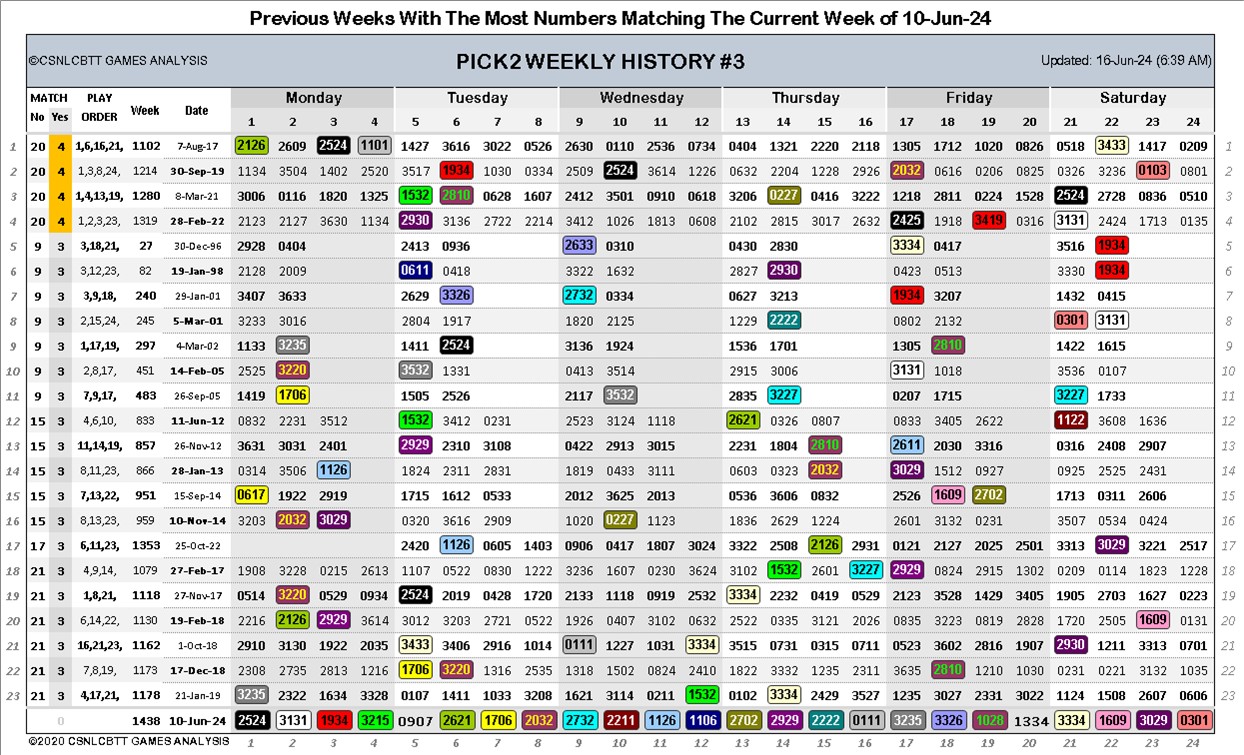 Previous Weeks With The Most Numbers Matching The Current Week of 10-Jun-24
©CSNLCBTT GAMES ANALYSIS PICK2 WEEKLY HISTORY #3 Updated: 16-Jun-24 (6:39 AM)
MATCH PLAY Week Date Monday Tuesday Wednesday Thursday Friday Saturday
No Yes ORDER 1 2 3 4 5 6 7 8 9 10 11 12 13 14 15 16 17 18 19 20 21 22 23 24
1 20 4 1,6,16,21, 1102 7-Aug-17 2126 2609 2524 1101 1427 3616 3022 0526 2630 0110 2536 0734 0404 1321 2220 2118 1305 1712 1020 0826 0518 3433 1417 0209 1
2 20 4 1,3,8,24, 1214 30-Sep-19 1134 3504 1402 2520 3517 1934 1030 0334 2509 2524 3614 1226 0632 2204 1228 2926 2032 0616 0206 0825 0326 3236 0103 0801 2
3 20 4 1,4,13,19, 1280 8-Mar-21 3006 0116 1820 1325 1532 2810 0628 1607 2412 3501 0910 0618 3206 0227 0416 3222 1218 2811 0224 1528 2524 2728 0836 0510 3
4 20 4 1,2,3,23, 1319 28-Feb-22 2123 2127 3630 1134 2930 3136 2722 2214 3412 1026 1813 0608 2102 2815 3017 2632 2425 1918 3419 0316 3131 2424 1713 0135 4
5 9 3 3,18,21, 27 30-Dec-96 2928 0404 2413 0936 2633 0310 0430 2830 3334 0417 3516 1934 5
6 9 3 3,12,23, 82 19-Jan-98 2128 2009 0611 0418 3322 1632 2827 2930 0423 0513 3330 1934 6
7 9 3 3,9,18, 240 29-Jan-01 3407 3633 2629 3326 2732 0334 0627 3213 1934 3207 1432 0415 7
8 9 3 2,15,24, 245 5-Mar-01 3233 3016 2804 1917 1820 2125 1229 2222 0802 2132 0301 3131 8
9 9 3 1,17,19, 297 4-Mar-02 1133 3235 1411 2524 3136 1924 1536 1701 1305 2810 1422 1615 9
10 9 3 2,8,17, 451 14-Feb-05 2525 3220 3532 1331 0413 3514 2915 3006 3131 1018 3536 0107 10
11 9 3 7,9,17, 483 26-Sep-05 1419 1706 1505 2526 2117 3532 2835 3227 0207 1715 3227 1733 11
12 15 3 4,6,10, 833 11-Jun-12 0832 2231 3512 1532 3412 0231 2523 3124 1118 2621 0326 0807 0833 3405 2622 1122 3608 1636 12
13 15 3 11,14,19, 857 26-Nov-12 3631 3031 2401 2929 2310 3108 0422 2913 3015 2231 1804 2810 2611 2030 3316 0316 2408 2907 13
14 15 3 8,11,23, 866 28-Jan-13 0314 3506 1126 1824 2311 2831 1819 0433 3111 0603 0323 2032 3029 1512 0927 0925 2525 2431 14
15 15 3 7,13,22, 951 15-Sep-14 0617 1922 2919 1715 1612 0533 2012 3625 2013 0536 3606 0832 2526 1609 2702 1713 0311 2606 15
16 15 3 8,13,23, 959 10-Nov-14 3203 2032 3029 0320 3616 2909 1020 0227 1123 1836 2629 1224 2601 3132 0231 3507 0534 0424 16
17 17 3 6,11,23, 1353 25-Oct-22 2420 1126 0605 1403 0906 0417 1807 3024 3322 2508 2126 2931 0121 2127 2025 2501 3313 3029 3221 2517 17
18 21 3 4,9,14, 1079 27-Feb-17 1908 3228 0215 2613 1107 0522 0830 1222 3236 1607 0230 3624 3102 1532 2601 3227 2929 0824 2915 1302 0209 0114 1823 1228 18
19 21 3 1,8,21, 1118 27-Nov-17 0514 3220 0529 0934 2524 2019 0428 1720 2133 0919 0919 2532 3334 2232 0419 0529 2123 3528 1429 3405 1905 2703 1627 0223 19
20 21 3 6,14,22, 1130 19-Feb-18 2216 2126 2929 3614 3012 3203 2721 0522 1926 0407 3102 0632 2522 0335 3121 2026 0835 3223 0819 2828 1720 2505 1609 0131 20
21 21 3 16,21,23, 1162 1-Oct-18 2910 3130 1922 2035 3433 3406 2916 2014 0111 1227 1031 3334 3515 0731 0315 0711 0523 3602 2816 1907 2930 1211 3313 0701 21
22 21 3 7,8,19, 1173 17-Dec-18 2308 2735 2813 1216 1706 3220 1316 2535 1318 1502 0824 2410 1822 3332 1235 2311 3635 2810 1210 1030 0231 0221 3132 1035 22
23 21 3 4,17,21, 1178 21-Jan-19 3235 2322 1634 3328 0107 1411 1033 3208 1621 3114 0211 1532 0102 3334 2429 3527 1235 3027 2331 3022 1124 1508 2607 0606 23
0 1438 10-Jun-24 2524 3131 1934 3215 0907 2621 1706 2032 2732 2211 1126 1106 2702 2929 2222 0111 3235 3326 1028 1334 3334 1609 3029 0301
©2020 CSNLCBTT GAMES ANALYSIS 1 2 3 4 5 6 7 8 9 10 11 12 13 14 15 16 17 18 19 20 21 22 23 24